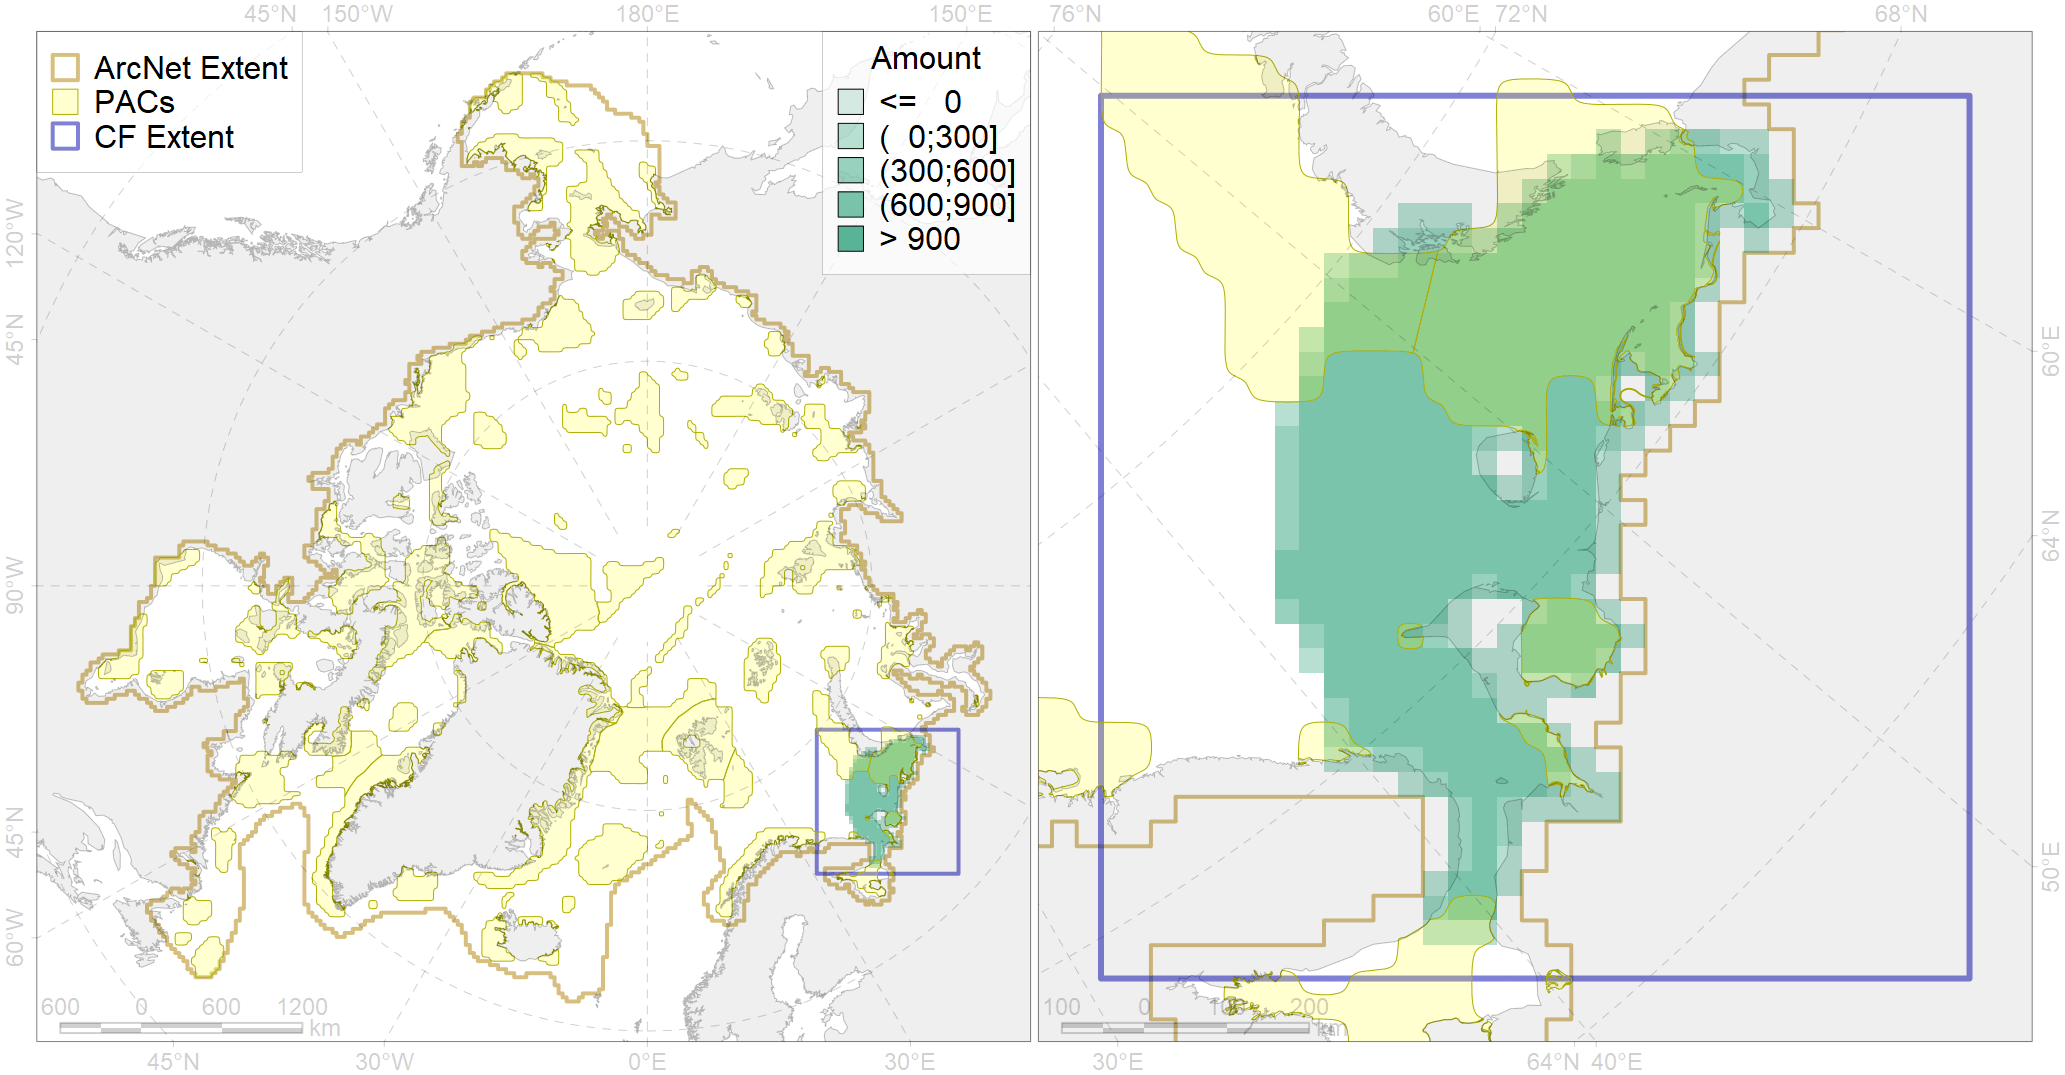 45°N 150°W 180°E 150°E 76°N 60°E 72°N 68°N
ArcNet Extent
PACs
CF Extent
Amount
<= 0
( 0;300]
(300;600]
(600;900]
> 900
120°W
45°N
90°W
45°N
60°W
60°E
64°N
50°E
600 0 600 1200
km
100 0 100 200
km
45°N 30°W 0°E 30°E 30°E 64°N 40°E